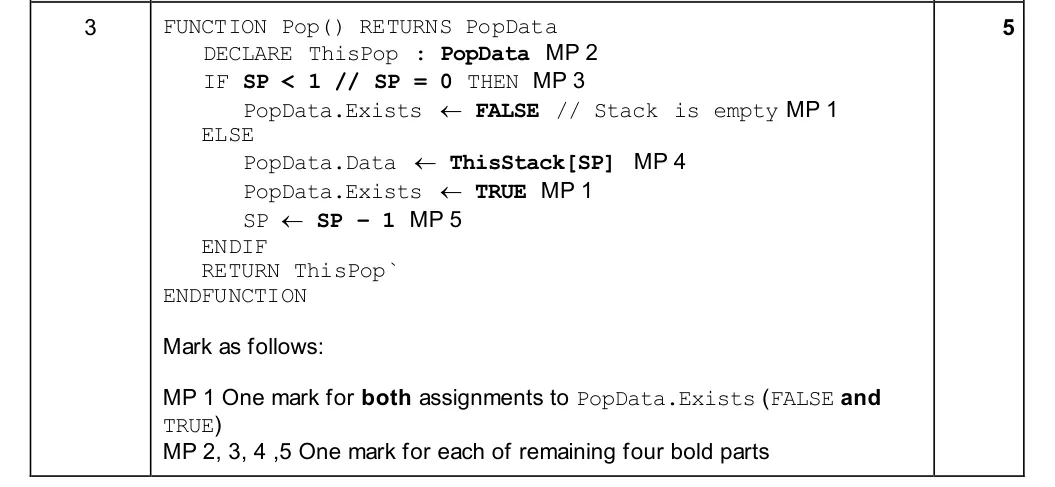 3 FUNCTION Pop() RETURNS PopData 5
DECLARE ThisPop : PopData MP 2
IF SP < 1 // SP = 0 THEN MP 3
PopData.Exists ← FALSE // Stack is empty MP 1
ELSE
PopData.Data ← ThisStack[SP] MP 4
PopData.Exists ← TRUE MP 1
SP ← SP – 1 MP 5
ENDIF
RETURN ThisPop`
ENDFUNCTION
Mark as follows:
MP 1 One mark for both assignments to PopData.Exists (FALSE and
TRUE)
MP 2, 3, 4 ,5 One mark for each of remaining four bold parts